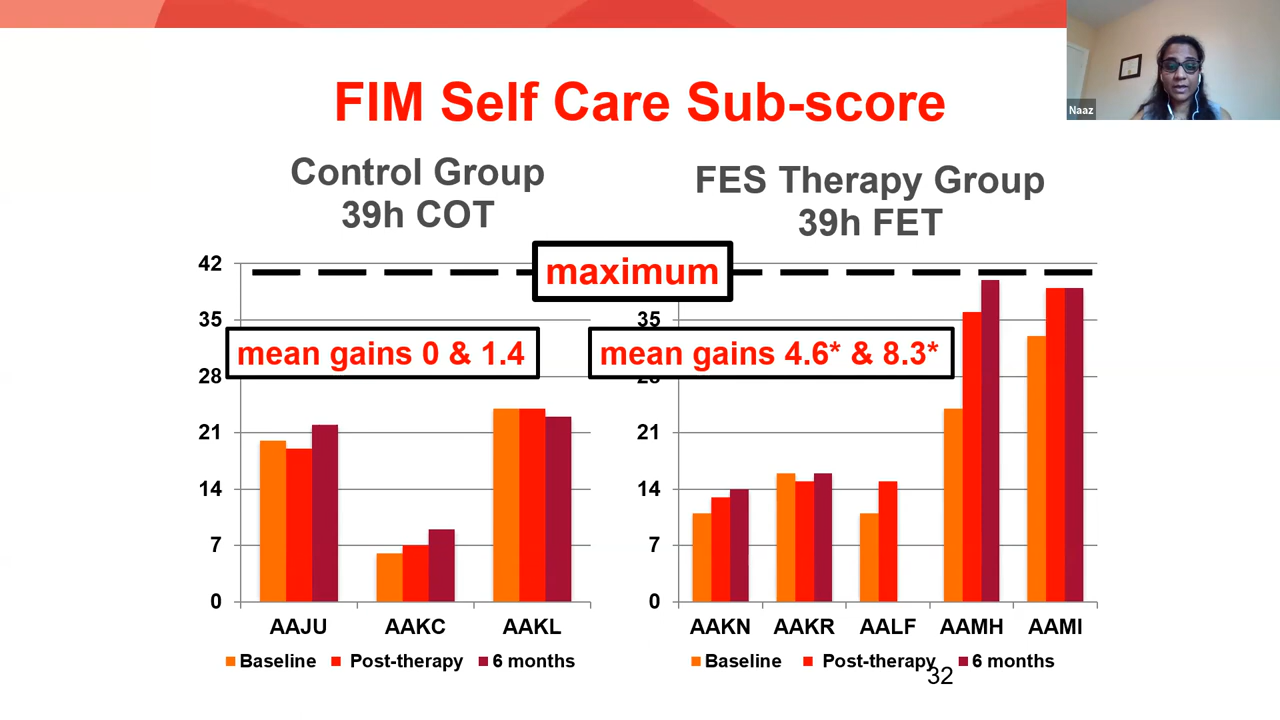 FIM Self Care Sub-score
Naaz
Control Group
39h COT
FES Therapy Group
39h FET
maximum
mean gains 0 & 1.4
mean gains 4.6* & 8.3*
42
35
28
21
14
7
0
35
28
21
14
7
0
AAJU AAKC AAKL
AAKN AAKR AALF AAMH AAMI
Baseline Post-therapy 6 months
Baseline Post-therapy 6 months
32